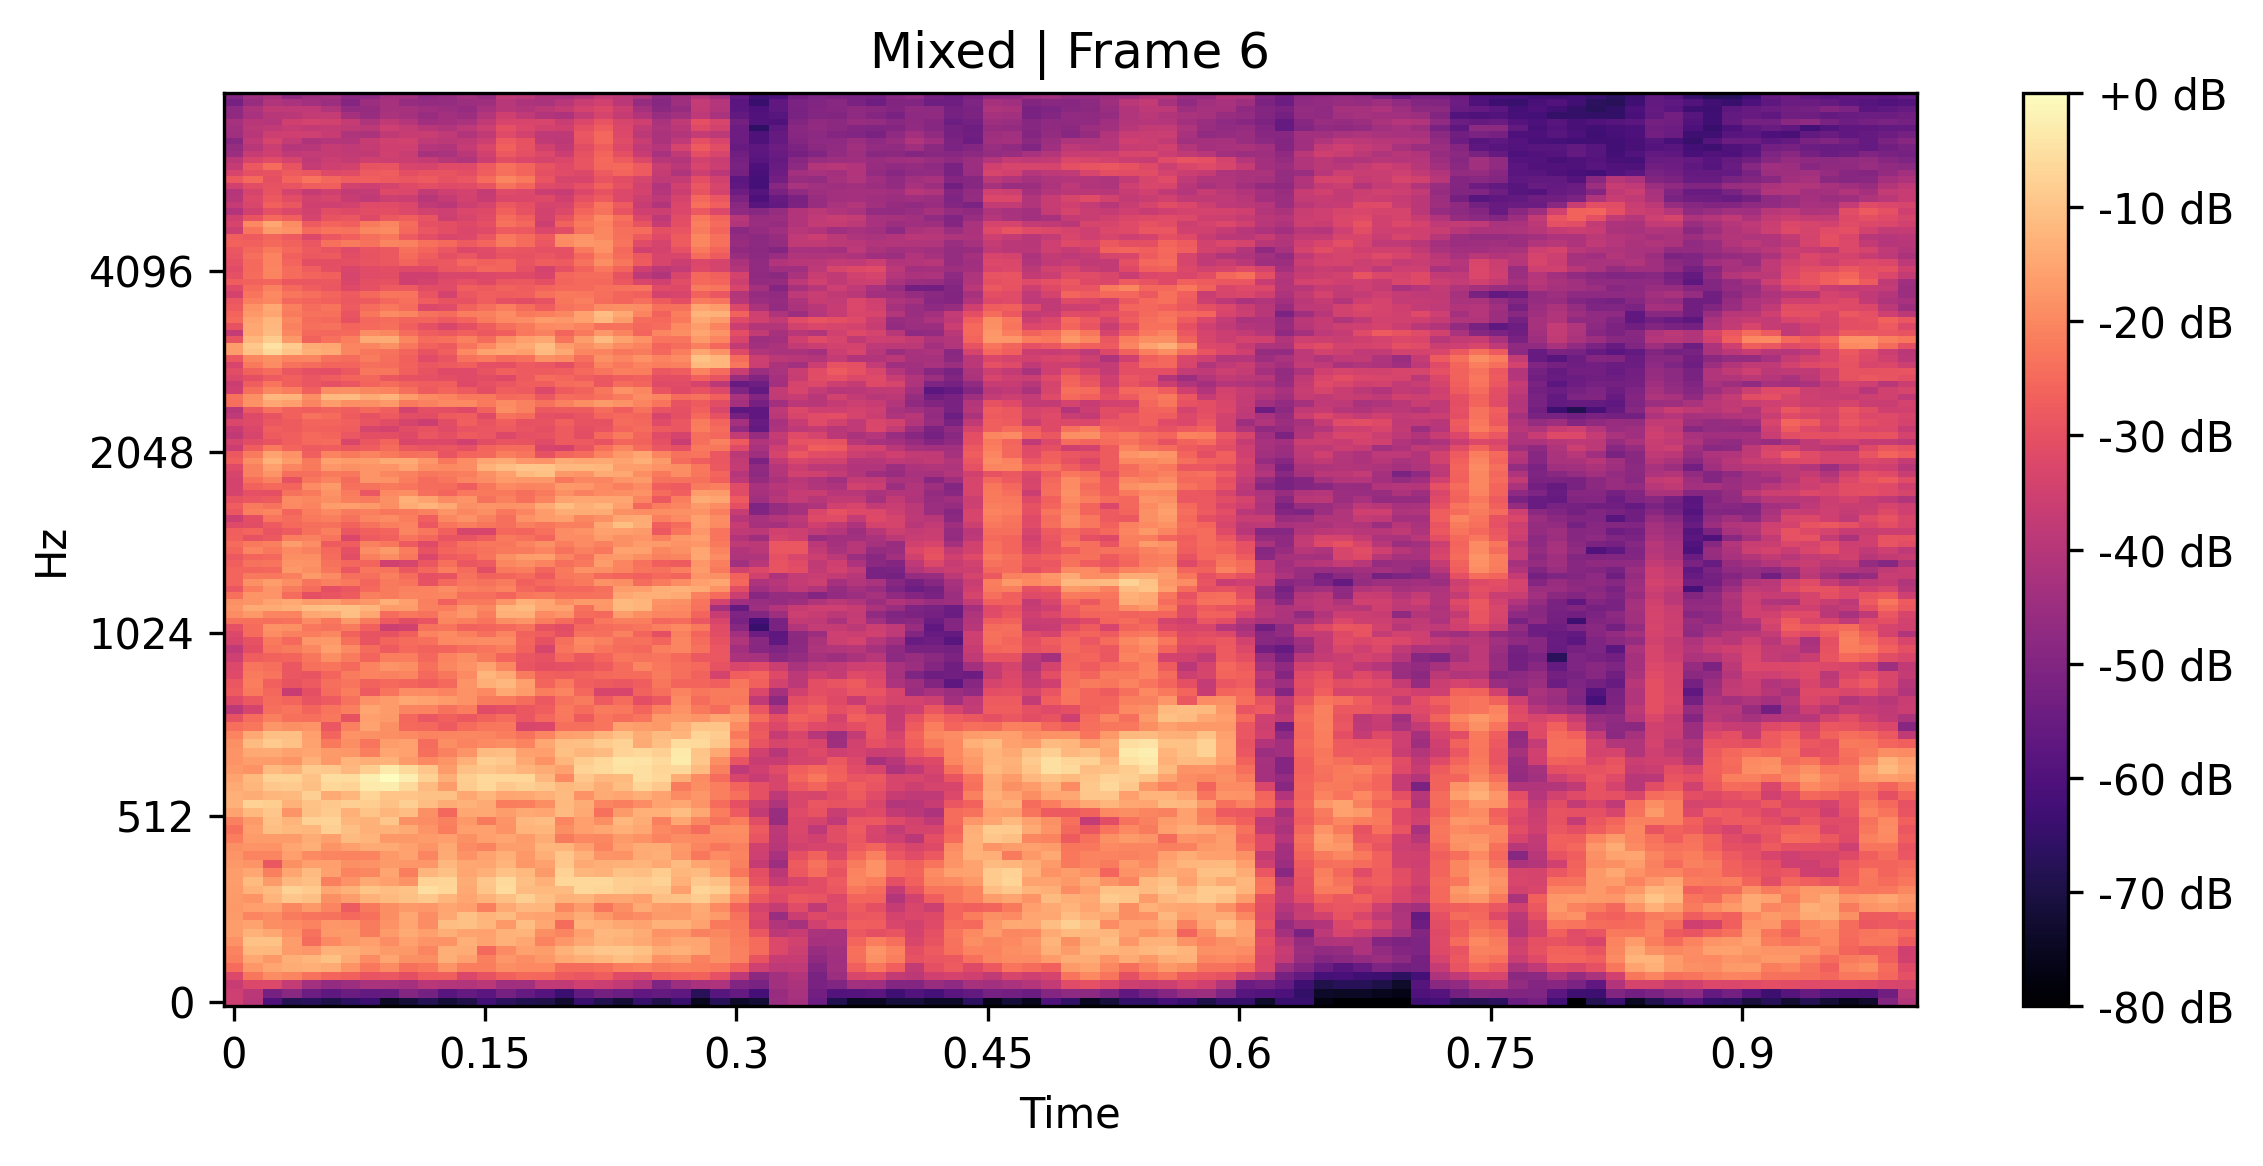 Mixed | Frame 6
Hz
4096
2048
1024
512
0
0 0.15 0.3 0.45 0.6 0.75 0.9
Time
+0 dB
-10 dB
-20 dB
-30 dB
-40 dB
-50 dB
-60 dB
-70 dB
-80 dB